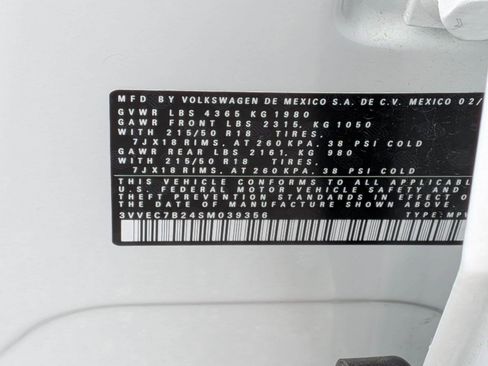 MFD BY VOLKSWAGEN DE MEXICO S.A. DE C.V. MEXICO 02/
GVWR LBS 4365 KG 1980
GAWR FRONT LBS 2315, KG 1050
WITH 215/50 R18 TIRES,
7JX18 RIMS, AT 260 KPA, 38 PSI COLD
GAWR REAR LBS 2161, KG 980
WITH 215/50 R18 TIRES,
7JX18 RIMS, AT 260 KPA, 38 PSI COLD
THIS VEHICLE CONFORMS TO ALL APPLICABL
U.S. FEDERAL MOTOR VEHICLE SAFETY AND
THEFT PREVENTION STANDARDS IN EFFECT O
DATE OF MANUFACTURE SHOWN ABOVE.
3VVEC7B24SM039356 TYPE: MPV